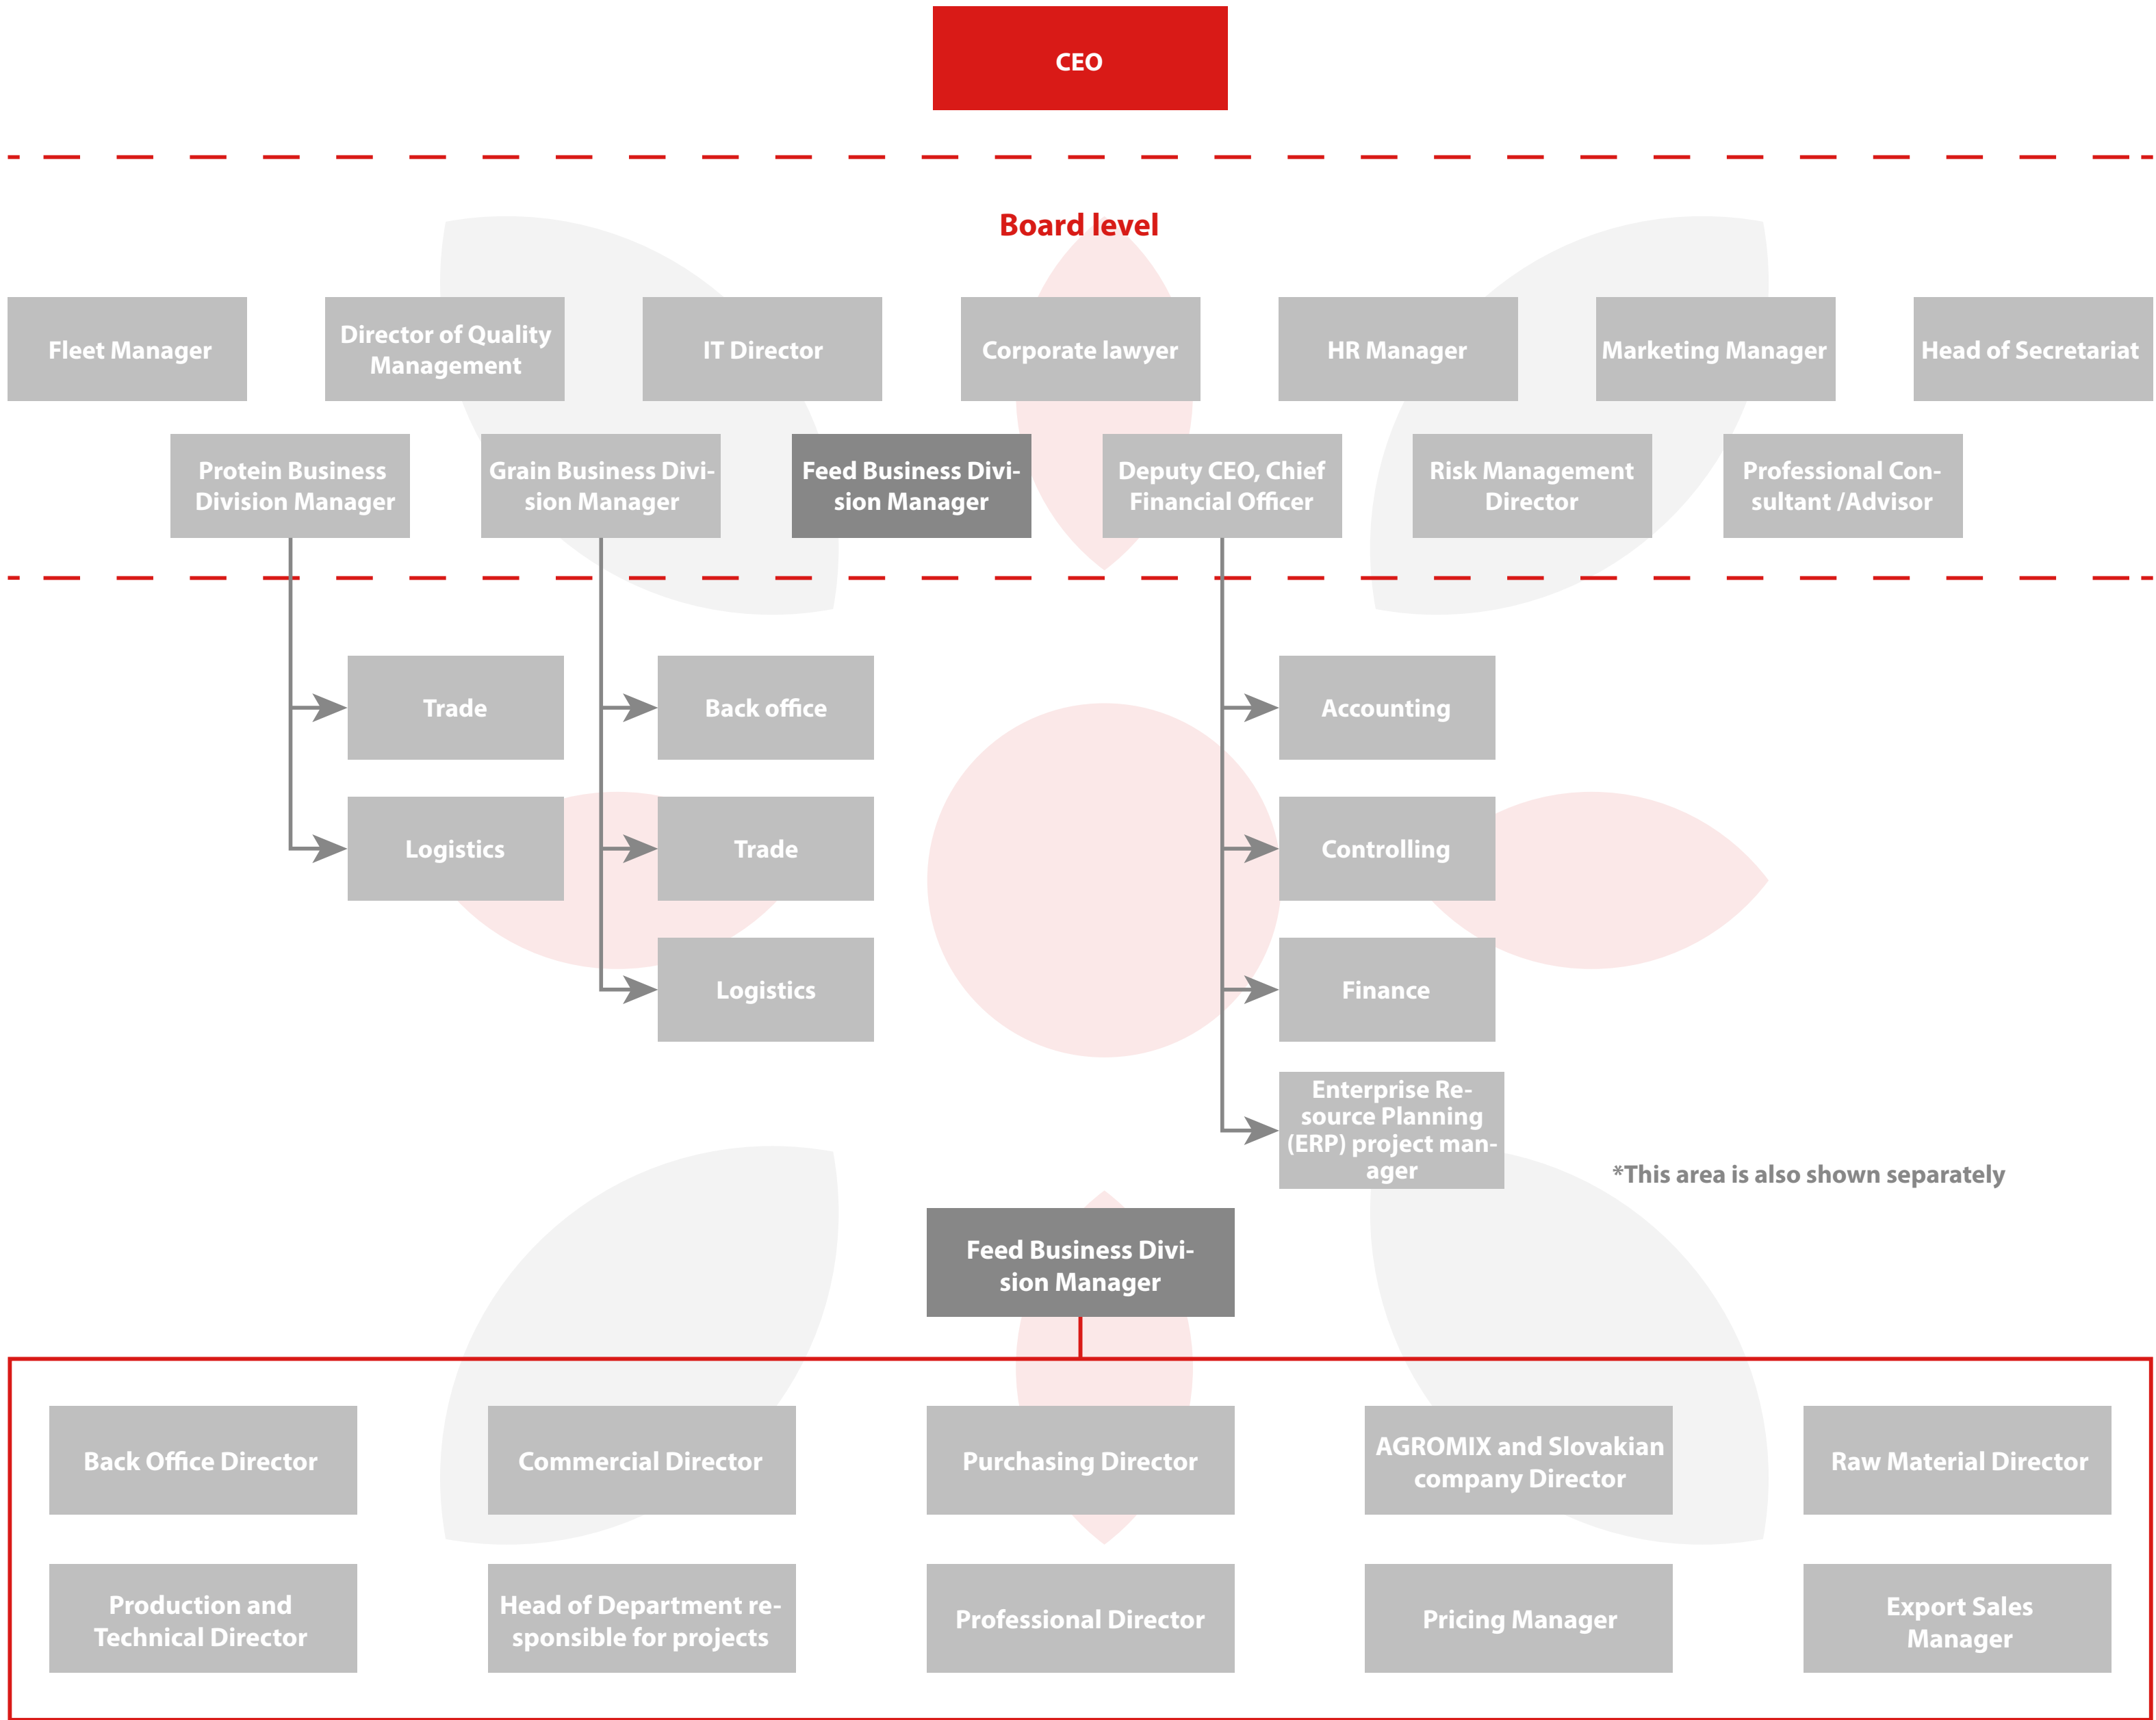 CEO
Board level
Fleet Manager
Director of Quality
Management
IT Director
Corporate lawyer
HR Manager
Marketing Manager
Head of Secretariat
Protein Business
Division Manager
Grain Business Divi-
sion Manager
Feed Business Divi-
sion Manager
Deputy CEO, Chief
Financial Officer
Risk Management
Director
Professional Con-
sultant /Advisor
Trade
Back office
Accounting
Logistics
Trade
Controlling
Logistics
Finance
Enterprise Re-
source Planning
(ERP) project man-
ager
*This area is also shown separately
Feed Business Divi-
sion Manager
Back Office Director
Commercial Director
Purchasing Director
AGROMIX and Slovakian
company Director
Raw Material Director
Production and
Technical Director
Head of Department re-
sponsible for projects
Professional Director
Pricing Manager
Export Sales
Manager